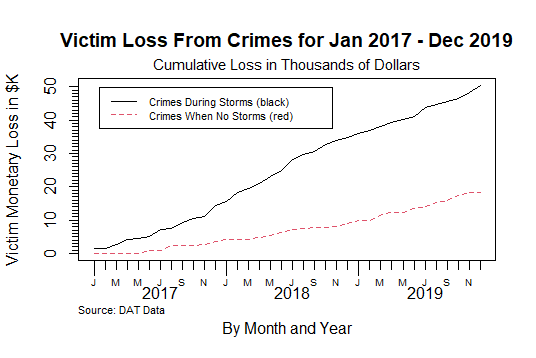 Victim Loss From Crimes for Jan 2017 - Dec 2019
Cumulative Loss in Thousands of Dollars
Victim Monetary Loss in $K
50
40
30
20
10
0
Crimes During Storms (black)
Crimes When No Storms (red)
J M M J S N J M M J S N J M M J S N
2017 2018 2019
Source: DAT Data
By Month and Year